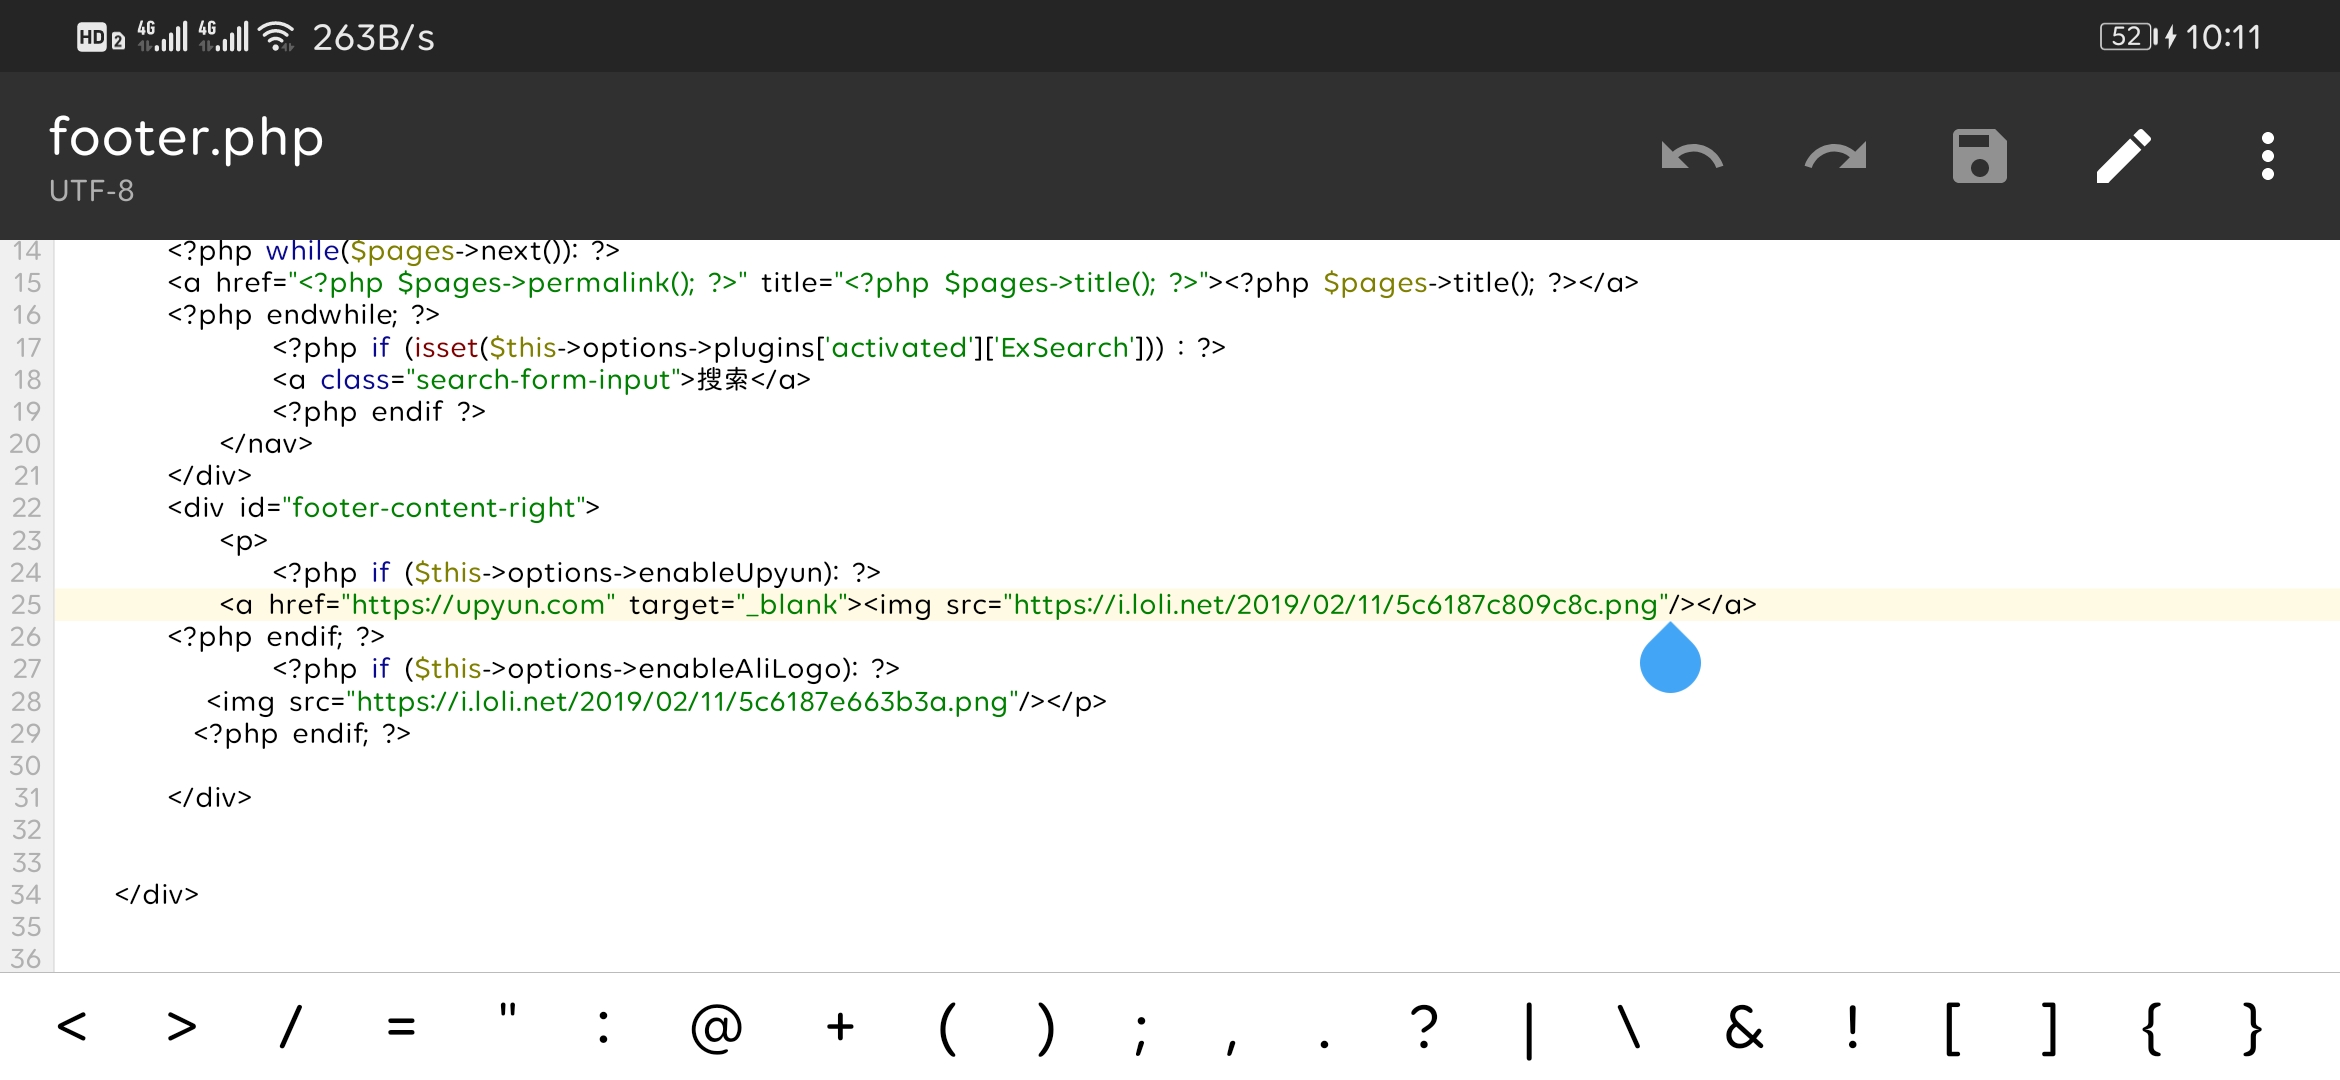 HD 2 4G 4G 263B/s 52 10:11
footer.php
UTF-8
14 <?php while($pages->next()): ?>
15 <a href="<?php $pages->permalink(); ?>" title="<?php $pages->title(); ?>"><?php $pages->title(); ?></a>
16 <?php endwhile; ?>
17 <?php if (isset($this->options->plugins['activated']['ExSearch'])) : ?>
18 <a class="search-form-input">搜索</a>
19 <?php endif ?>
20 </nav>
21 </div>
22 <div id="footer-content-right">
23 <p>
24 <?php if ($this->options->enableUpyun): ?>
25 <a href="https://upyun.com" target="_blank"><img src="https://i.loli.net/2019/02/11/5c6187c809c8c.png"/></a>
26 <?php endif; ?>
27 <?php if ($this->options->enableAliLogo): ?>
28 <img src="https://i.loli.net/2019/02/11/5c6187e663b3a.png"/></p>
29 <?php endif; ?>
30
31 </div>
32
33
34 </div>
35
36
< > / = " : @ + ( ) ; , . ? | \ & ! [ ] { }